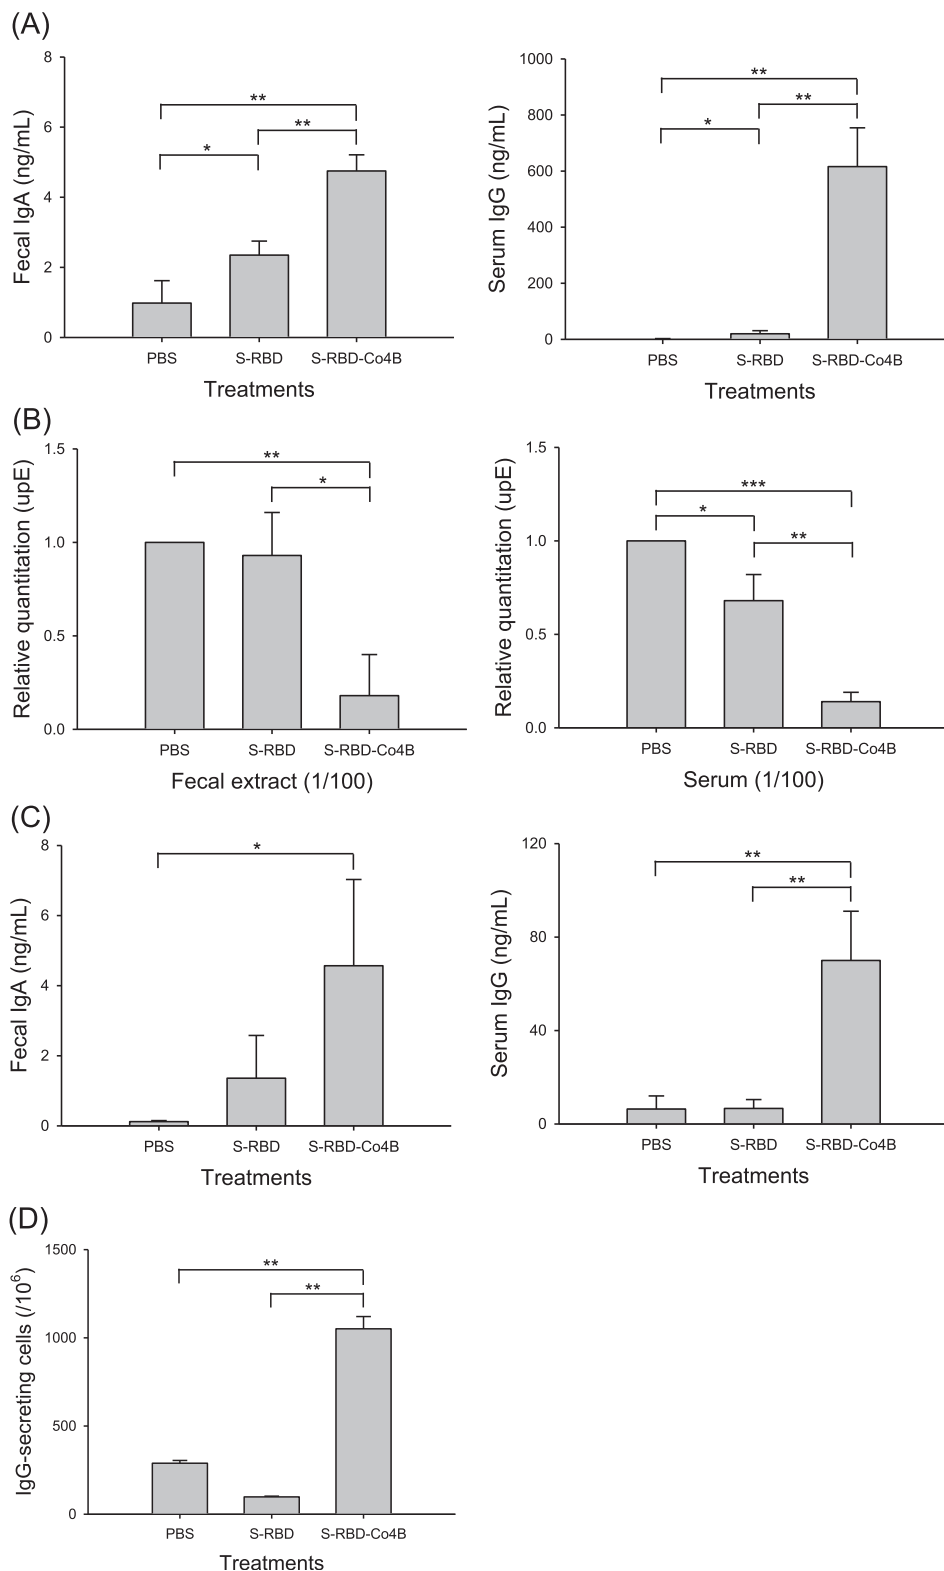 (A)
Fecal IgA (ng/mL)
8
6
4
2
0
**
**
*
PBS S-RBD S-RBD-Co4B
Treatments
Serum IgG (ng/mL)
1000
800
600
400
200
0
**
**
*
PBS S-RBD S-RBD-Co4B
Treatments
(B)
Relative quantitation (upE)
1.5
1.0
0.5
0.0
**
*
PBS S-RBD S-RBD-Co4B
Fecal extract (1/100)
Relative quantitation (upE)
1.5
1.0
0.5
0.0
***
*
**
PBS S-RBD S-RBD-Co4B
Serum (1/100)
(C)
Fecal IgA (ng/mL)
8
6
4
2
0
*
PBS S-RBD S-RBD-Co4B
Treatments
Serum IgG (ng/mL)
120
80
40
0
**
**
PBS S-RBD S-RBD-Co4B
Treatments
(D)
IgG-secreting cells (/10⁶)
1500
1000
500
0
**
**
PBS S-RBD S-RBD-Co4B
Treatments